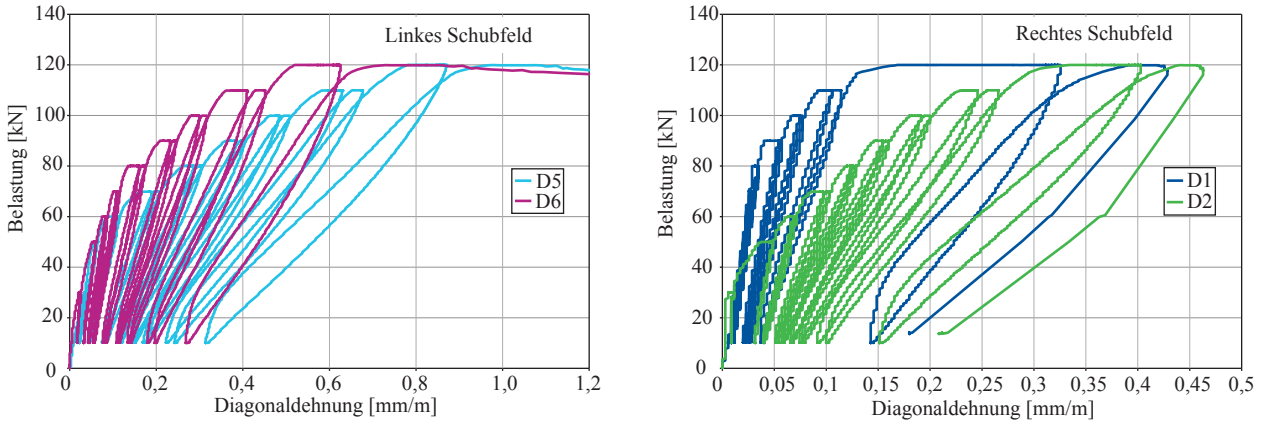 Linkes Schubfeld
Belastung [kN]
140
120
100
80
60
40
20
0
D5
D6
0 0,2 0,4 0,6 0,8 1,0 1,2
Diagonaldehnung [mm/m]
Rechtes Schubfeld
Belastung [kN]
140
120
100
80
60
40
20
0
D1
D2
0 0,05 0,1 0,15 0,2 0,25 0,3 0,35 0,4 0,45 0,5
Diagonaldehnung [mm/m]